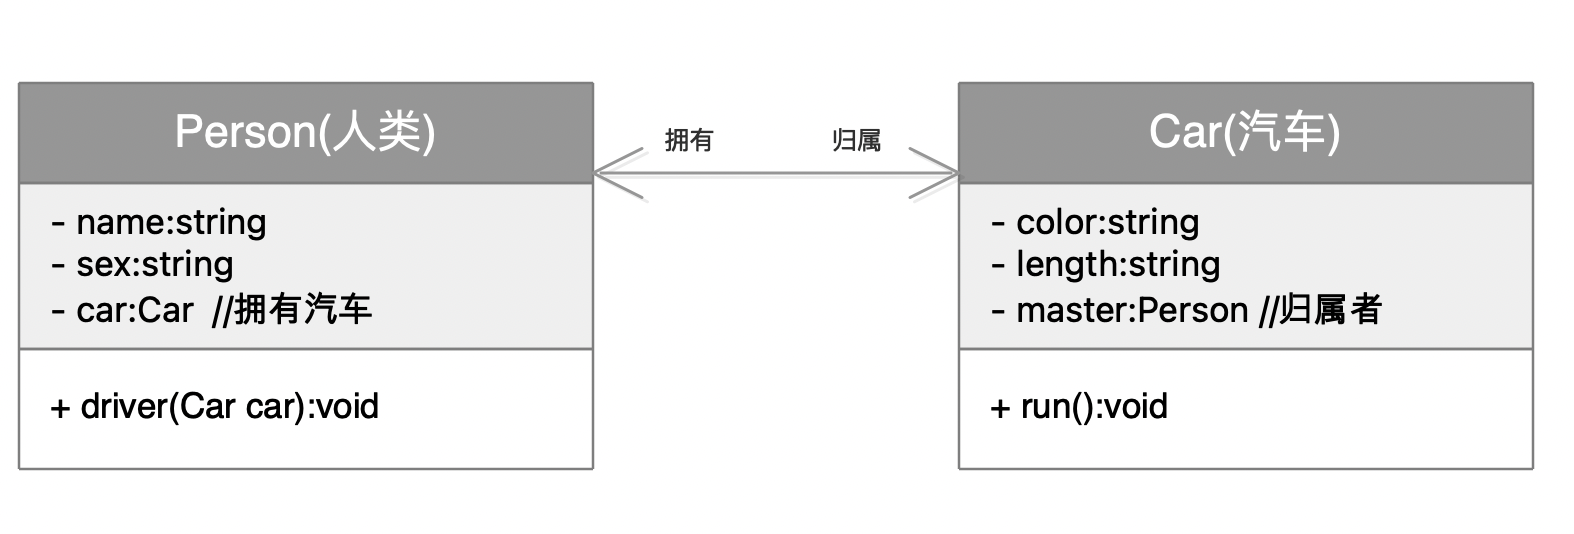 Person(人类)
- name:string
- sex:string
- car:Car  //拥有汽车
+ driver(Car car):void
拥有
归属
Car(汽车)
- color:string
- length:string
- master:Person //归属者
+ run():void